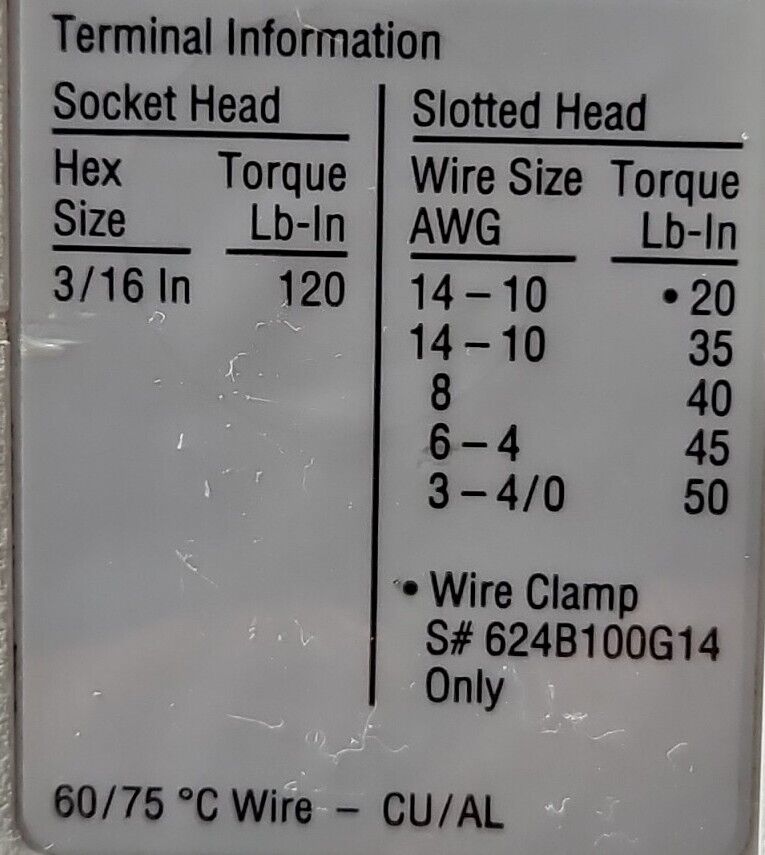 Terminal Information
Socket Head
Hex Torque
Size Lb-In
3/16 In 120
Slotted Head
Wire Size Torque
AWG Lb-In
14 – 10 • 20
14 – 10 35
8 40
6 – 4 45
3 – 4/0 50
• Wire Clamp
S# 624B100G14
Only
60/75 °C Wire – CU/AL